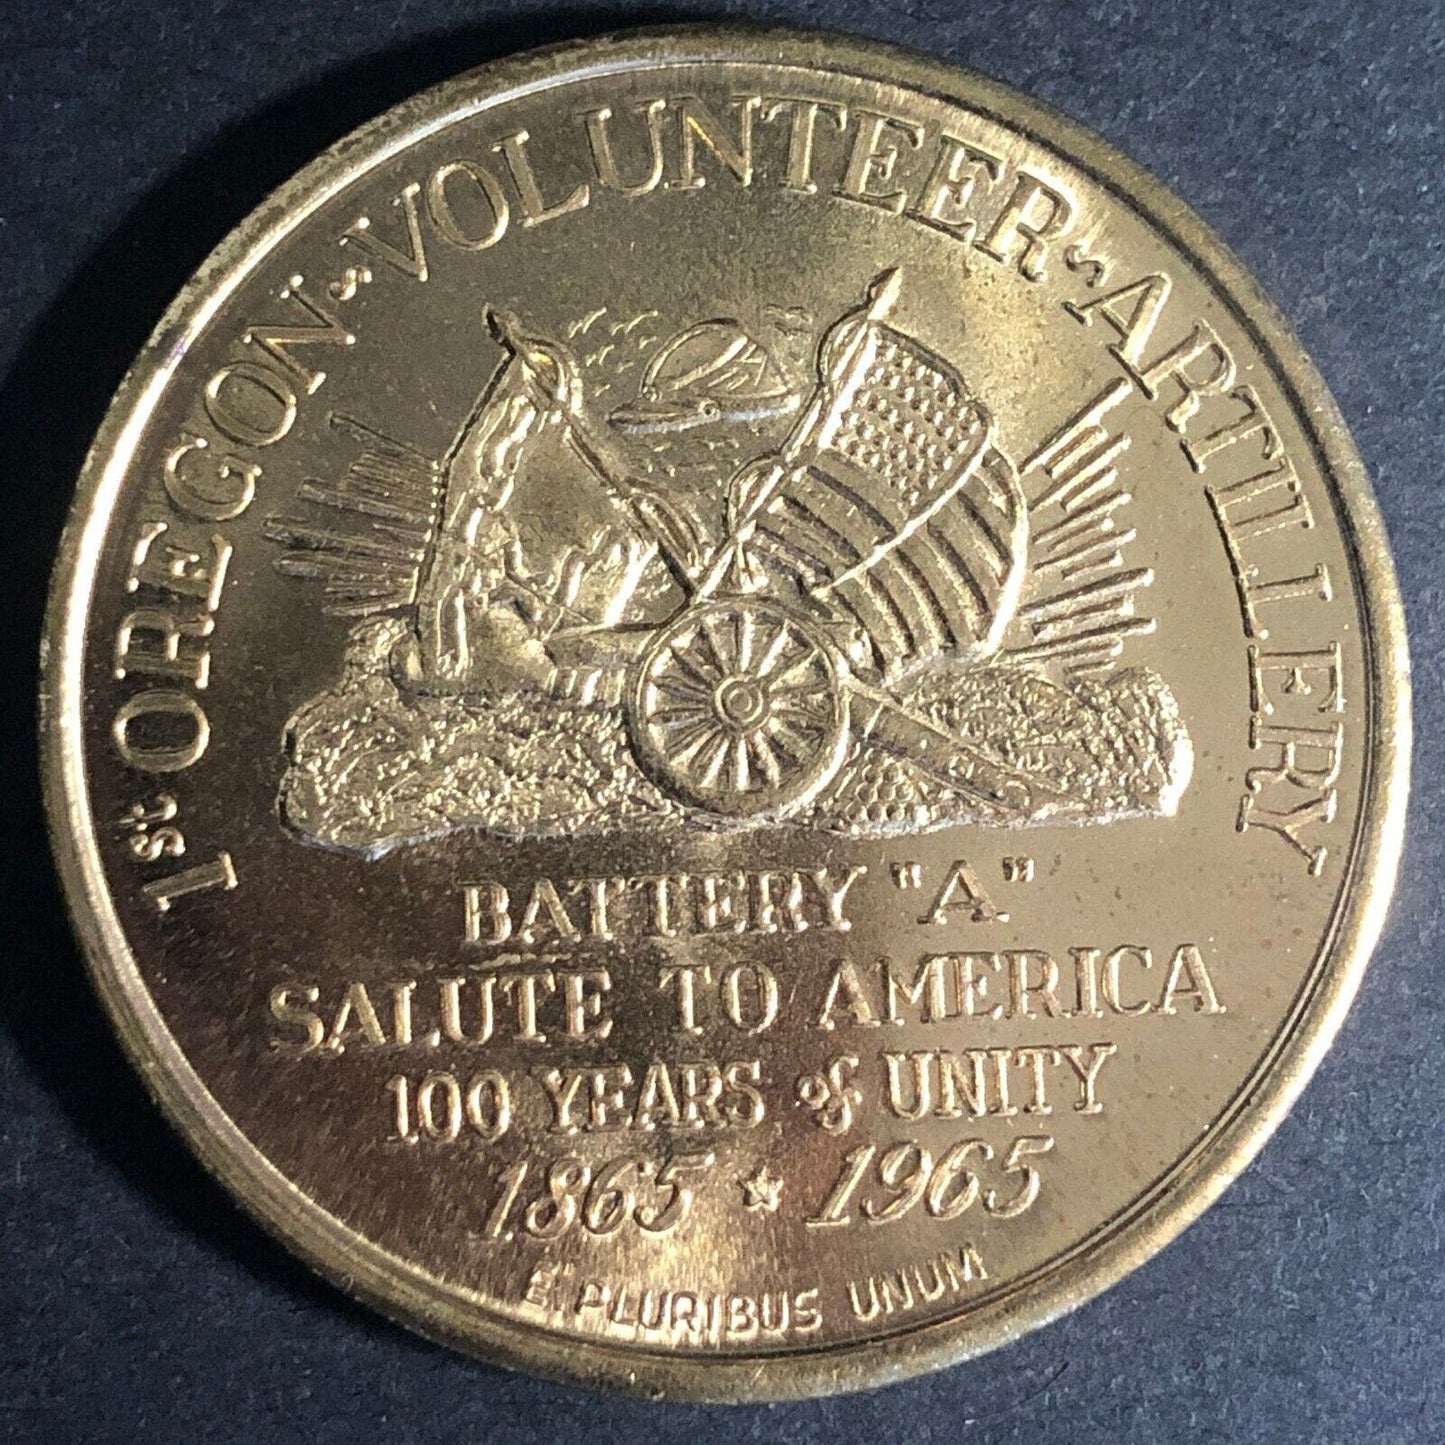 1st OREGON VOLUNTEER ARTILLERY
BATTERY "A"
SALUTE TO AMERICA
100 YEARS of UNITY
1865 ★ 1965
E PLURIBUS UNUM